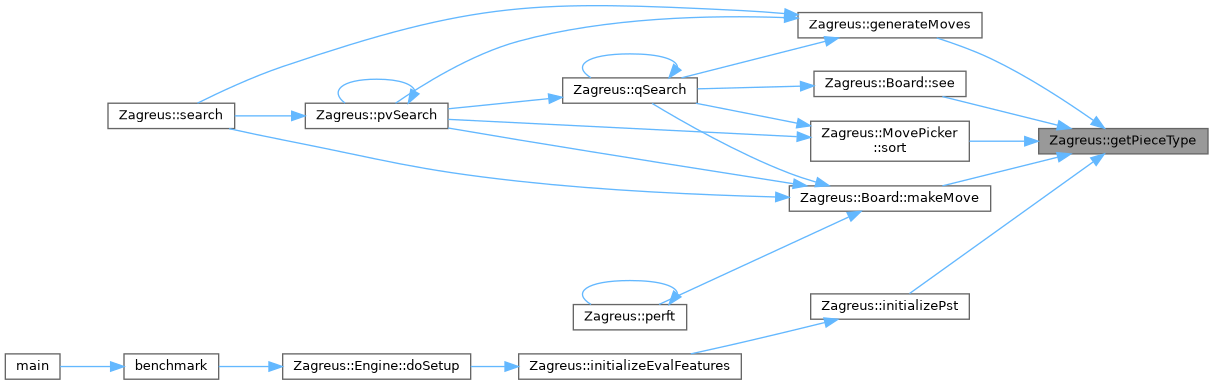 Zagreus::generateMoves
Zagreus::Board::see
Zagreus::qSearch
Zagreus::search
Zagreus::pvSearch
Zagreus::MovePicker
::sort
Zagreus::getPieceType
Zagreus::Board::makeMove
Zagreus::initializePst
Zagreus::perft
main
benchmark
Zagreus::Engine::doSetup
Zagreus::initializeEvalFeatures